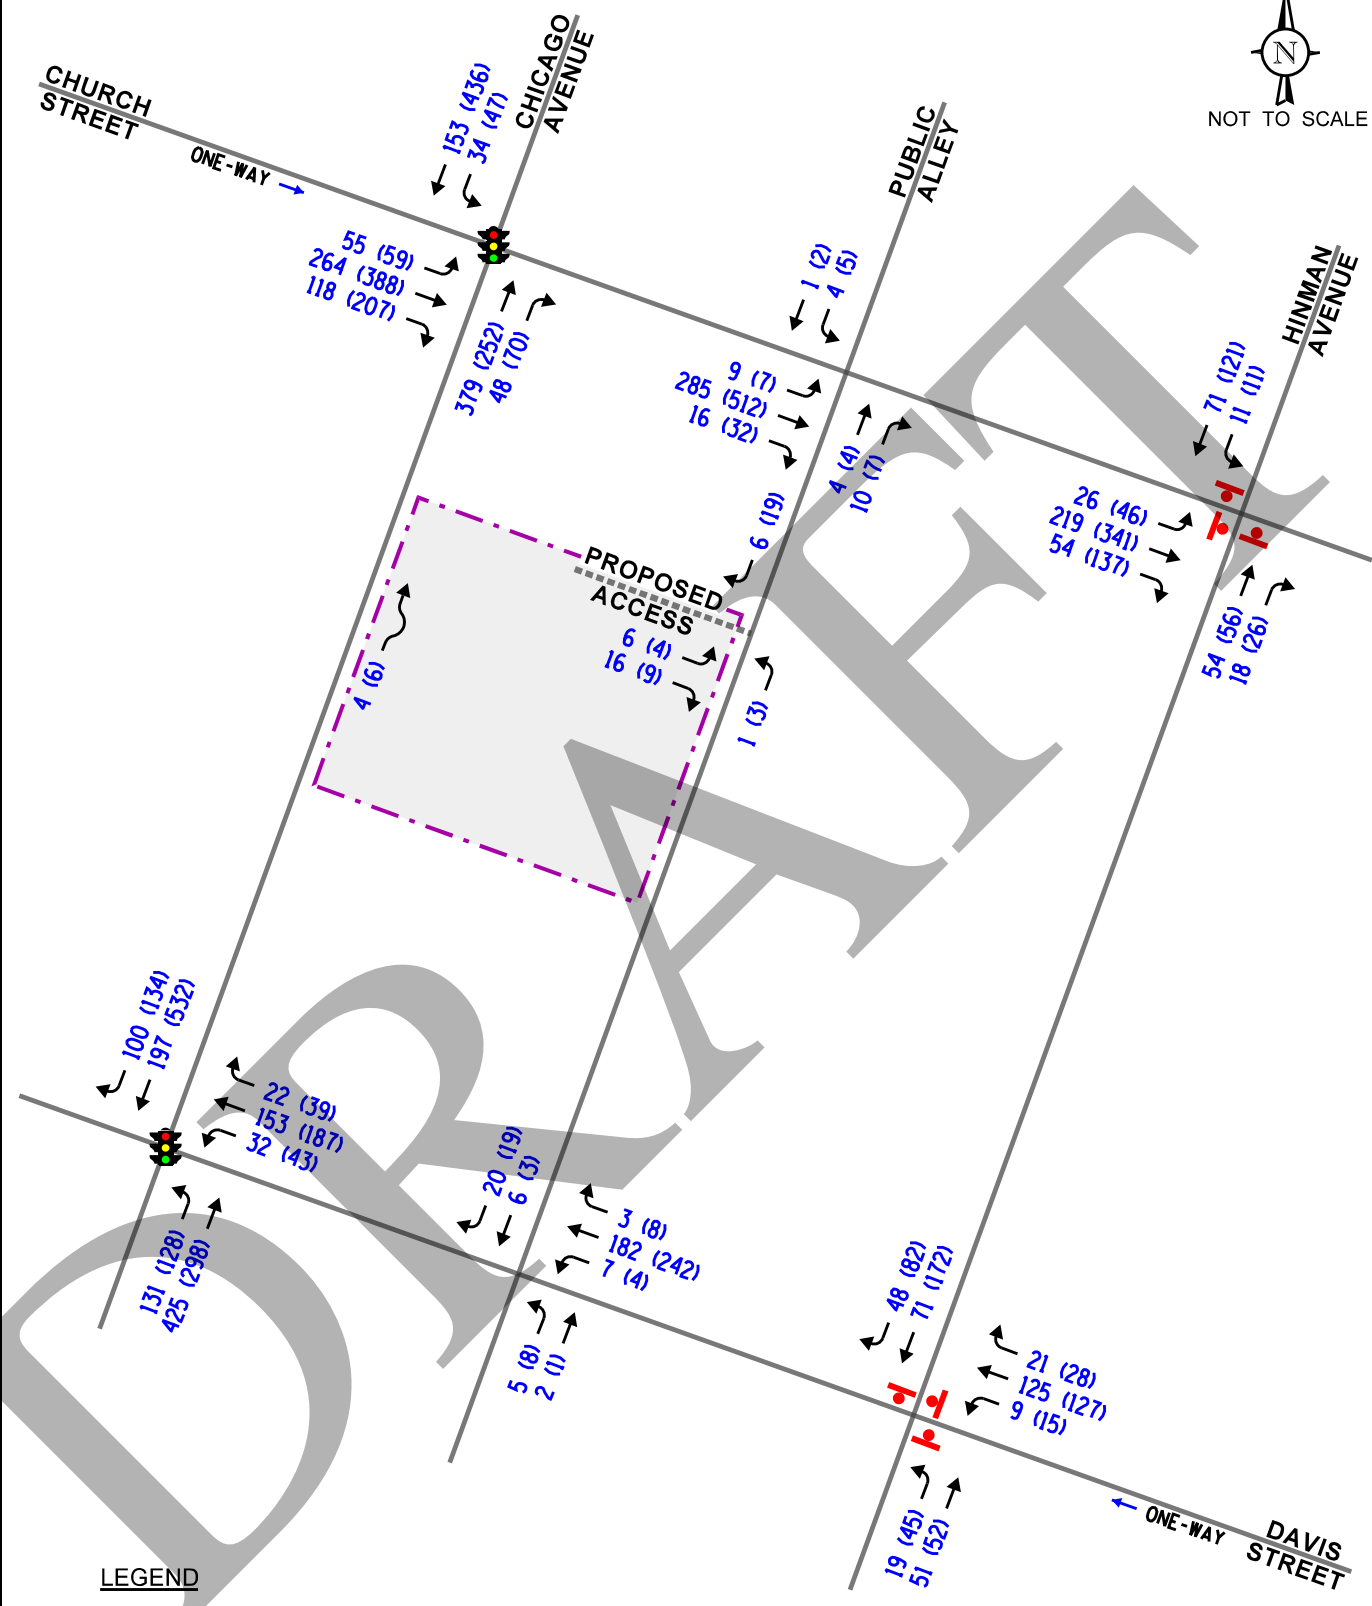 N
NOT TO SCALE
CHURCH
STREET
ONE-WAY
CHICAGO
AVENUE
153 (436)
34 (47)
55 (59)
264 (388)
118 (207)
379 (252)
48 (70)
PUBLIC
ALLEY
1 (2)
4 (5)
9 (7)
285 (512)
16 (32)
4 (4)
10 (7)
HINMAN
AVENUE
71 (121)
11 (11)
26 (46)
219 (341)
54 (137)
54 (56)
18 (26)
6 (19)
PROPOSED
ACCESS
6 (4)
16 (9)
1 (3)
4 (6)
100 (134)
197 (532)
22 (39)
153 (187)
32 (43)
131 (128)
425 (298)
20 (19)
6 (3)
3 (8)
182 (242)
7 (4)
5 (8)
2 (1)
48 (82)
71 (172)
21 (28)
125 (127)
9 (15)
19 (45)
51 (52)
ONE-WAY
DAVIS
STREET
DRAFT
LEGEND